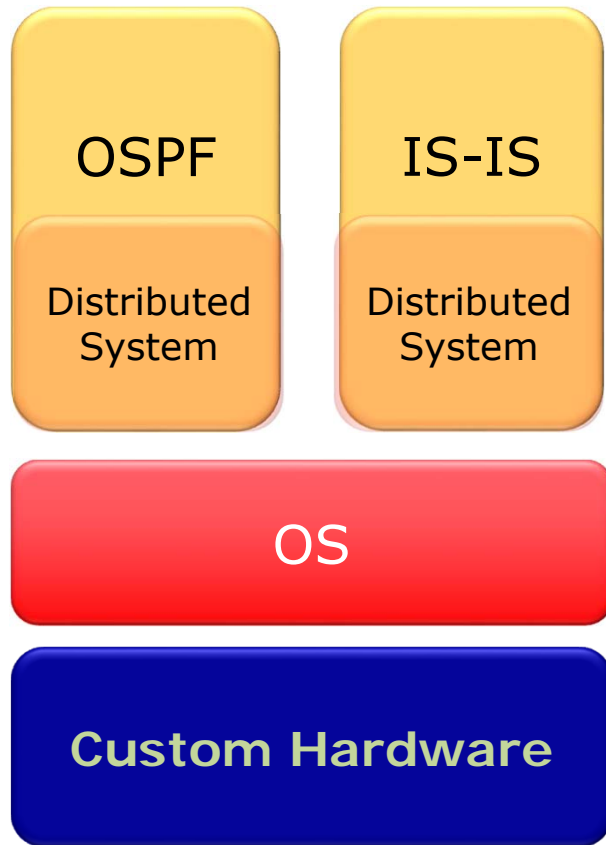 OSPF
Distributed
System
IS-IS
Distributed
System
OS
Custom Hardware